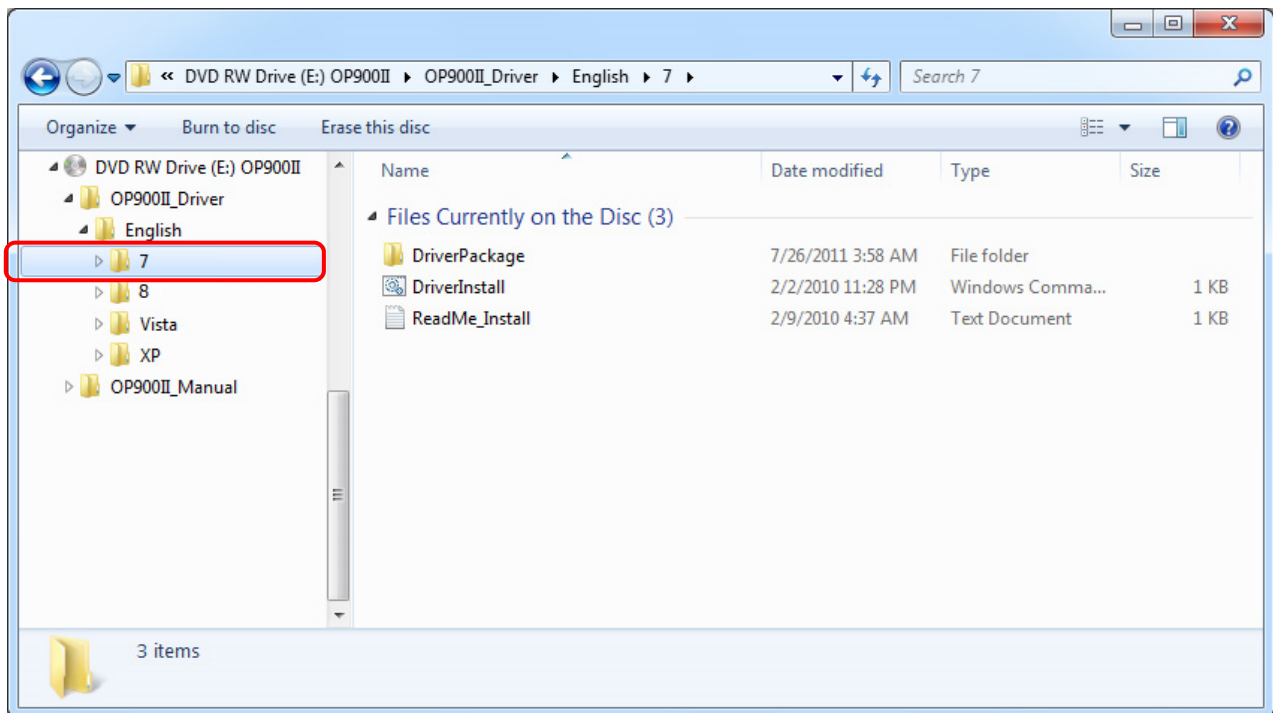 « DVD RW Drive (E:) OP900II ▸ OP900II_Driver ▸ English ▸ 7 ▸
Search 7
Organize Burn to disc Erase this disc
DVD RW Drive (E:) OP900II
OP900II_Driver
English
7
8
Vista
XP
OP900II_Manual
Name Date modified Type Size
Files Currently on the Disc (3)
DriverPackage 7/26/2011 3:58 AM File folder
DriverInstall 2/2/2010 11:28 PM Windows Comma... 1 KB
ReadMe_Install 2/9/2010 4:37 AM Text Document 1 KB
3 items